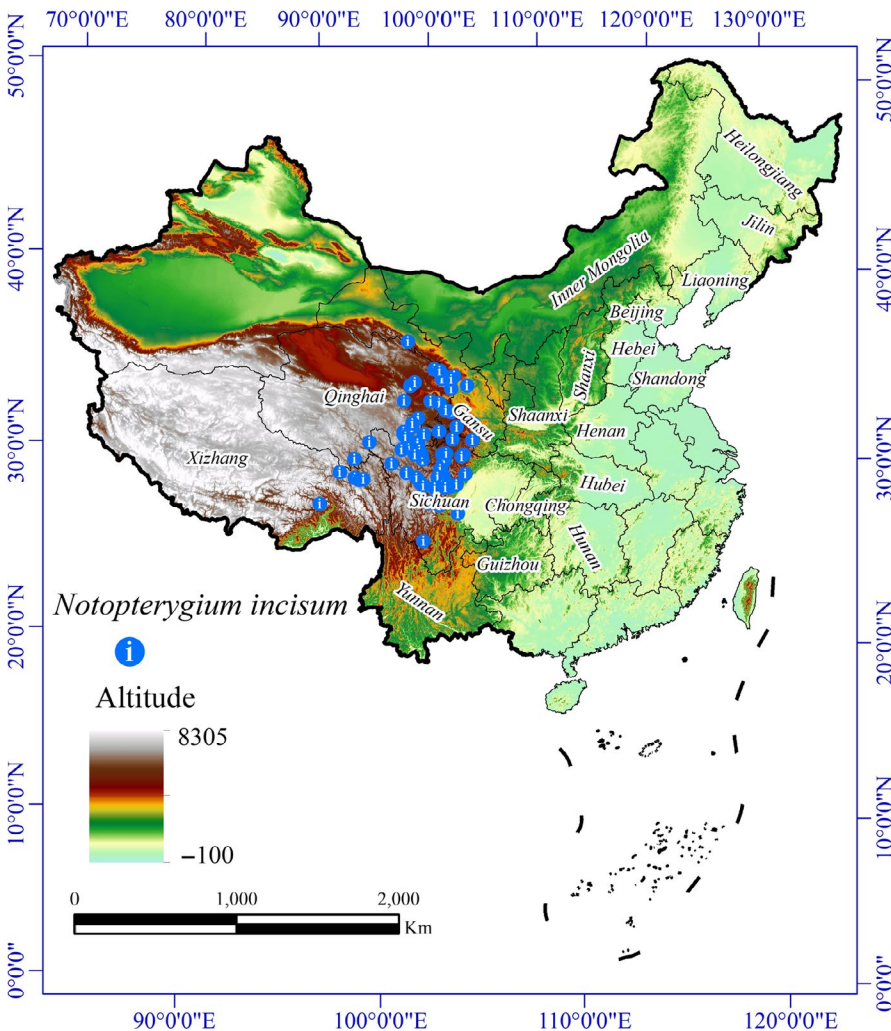 70°0'0"E 80°0'0"E 90°0'0"E 100°0'0"E 110°0'0"E 120°0'0"E 130°0'0"E
50°0'0"N
50°0'0"N
Heilongjiang
Jilin
40°0'0"N
Inner Mongolia
Liaoning
40°0'0"N
Beijing
Hebei
Shanxi
Shandong
Qinghai
Gansu
Shaanxi
30°0'0"N
Henan
30°0'0"N
Xizhang
Hubei
Sichuan
Chongqing
Hunan
Guizhou
Yunnan
Notopterygium incisum
i
20°0'0"N
20°0'0"N
Altitude
8305
−100
10°0'0"N
10°0'0"N
0 1,000 2,000
Km
0°0'0"
0°0'0"
90°0'0"E 100°0'0"E 110°0'0"E 120°0'0"E